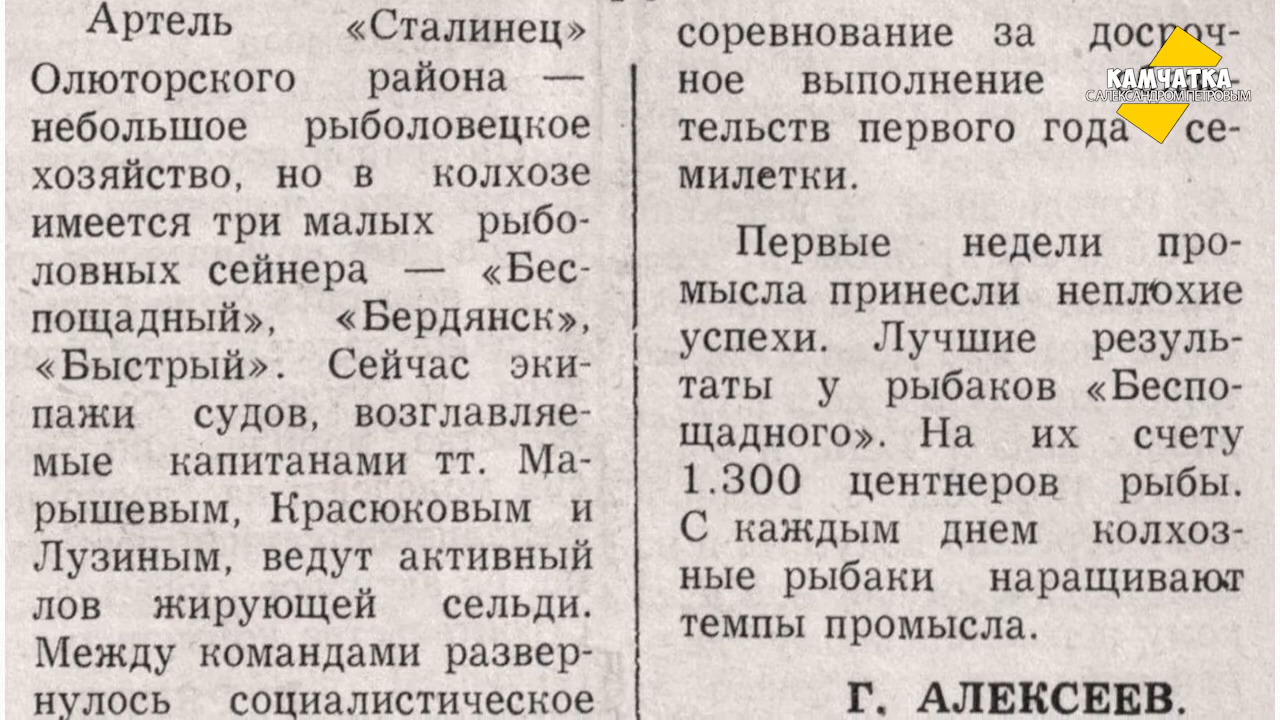 Артель «Сталинец»
Олюторского района —
небольшое рыболовецкое
хозяйство, но в колхозе
имеется три малых рыбо-
ловных сейнера — «Бес-
пощадный», «Бердянск»,
«Быстрый». Сейчас эки-
пажи судов, возглавляе-
мые капитанами тт. Ма-
рышевым, Красюковым и
Лузиным, ведут активный
лов жирующей сельди.
Между командами развер-
нулось социалистическое
соревнование за досроч-
ное выполнение
тельств первого года се-
милетки.
Первые недели про-
мысла принесли неплохие
успехи. Лучшие резуль-
таты у рыбаков «Беспо-
щадного». На их счету
1.300 центнеров рыбы.
С каждым днем колхоз-
ные рыбаки наращивают
темпы промысла.
Г. АЛЕКСЕЕВ.
КАМЧАТКА
С АЛЕКСАНДРОМ ПЕТРОВЫМ